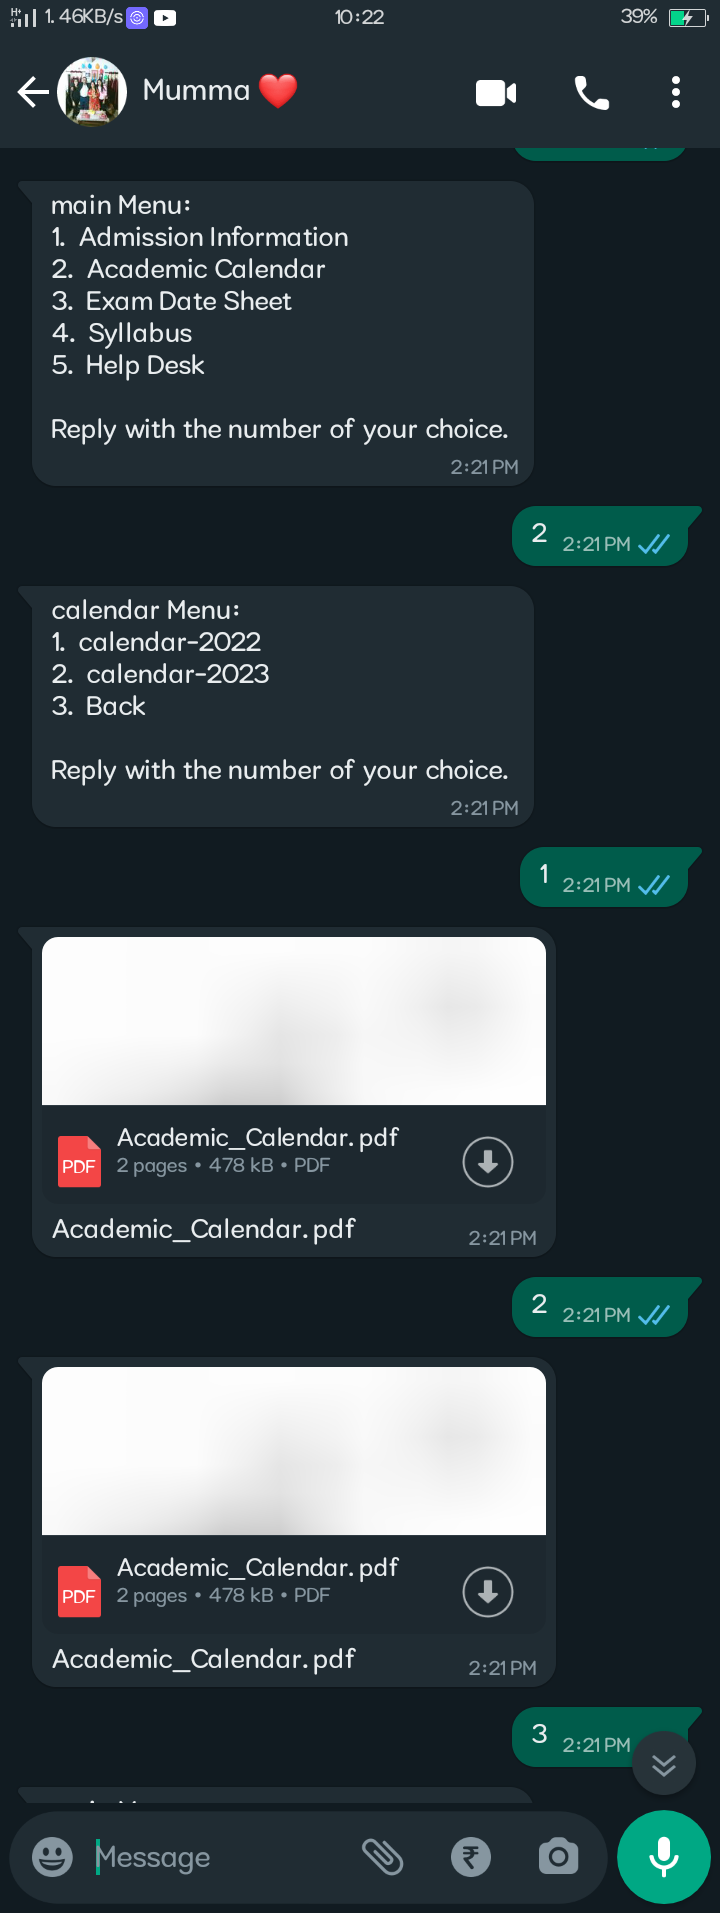 H+ 1.46KB/s 10:22 39%
Mumma
main Menu:
1. Admission Information
2. Academic Calendar
3. Exam Date Sheet
4. Syllabus
5. Help Desk
Reply with the number of your choice.
2:21 PM
2 2:21 PM
calendar Menu:
1. calendar-2022
2. calendar-2023
3. Back
Reply with the number of your choice.
2:21 PM
1 2:21 PM
PDF
Academic_Calendar.pdf
2 pages • 478 kB • PDF
Academic_Calendar.pdf
2:21 PM
2 2:21 PM
PDF
Academic_Calendar.pdf
2 pages • 478 kB • PDF
Academic_Calendar.pdf
2:21 PM
3 2:21 PM
Message
₹